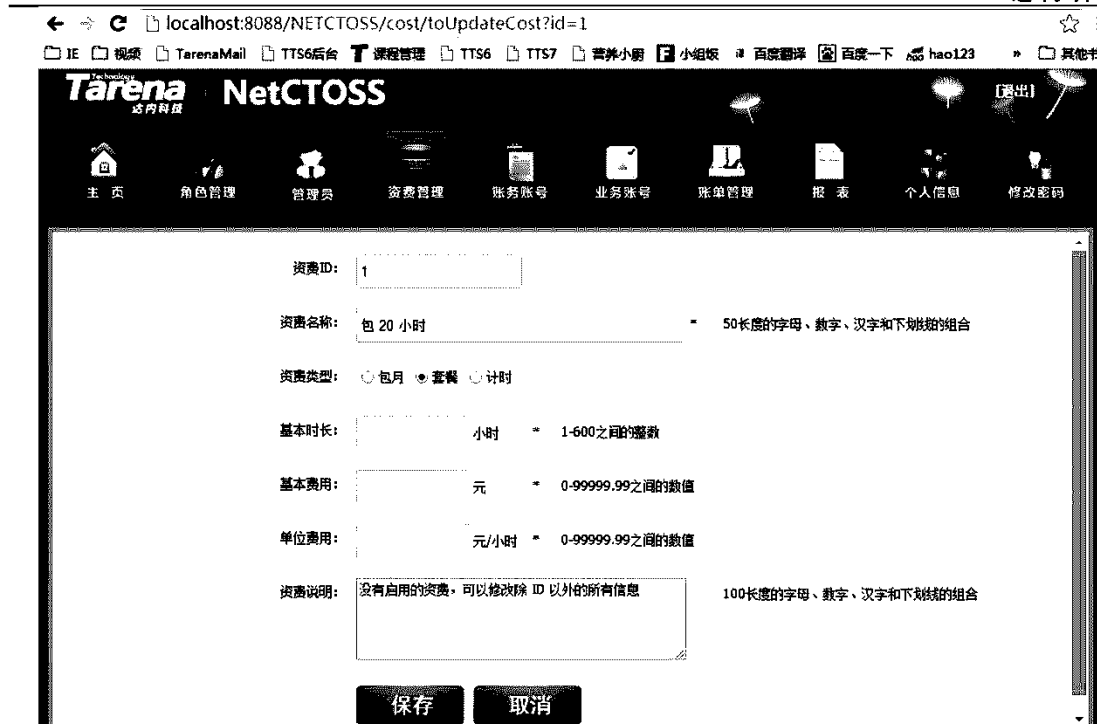 localhost:8088/NETCTOSS/cost/toUpdateCost?id=1
IE 视频 TarenaMail TTS6后台 课程管理 TTS6 TTS7 营养小厨 小组饭 百度翻译 百度一下 hao123 » 其他书
Technology
Tarena 达内科技 NetCTOSS [退出]
主 页 角色管理 管理员 资费管理 账务账号 业务账号 账单管理 报 表 个人信息 修改密码
资费ID: 1
资费名称: 包 20 小时 * 50长度的字母、数字、汉字和下划线的组合
资费类型: 包月 套餐 计时
基本时长: 小时 * 1-600之间的整数
基本费用: 元 * 0-99999.99之间的数值
单位费用: 元/小时 * 0-99999.99之间的数值
资费说明: 没有启用的资费，可以修改除 ID 以外的所有信息 100长度的字母、数字、汉字和下划线的组合
保存 取消